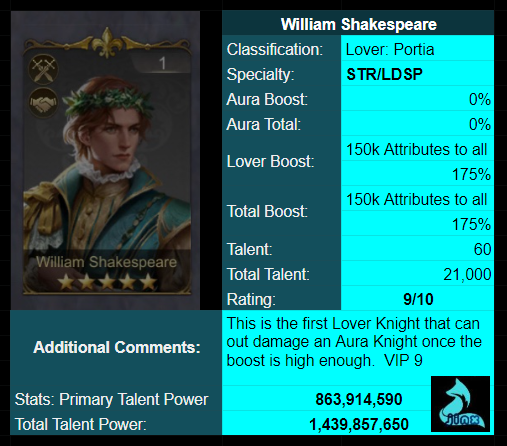 William Shakespeare
1
William Shakespeare
Classification: Lover: Portia
Specialty: STR/LDSP
Aura Boost: 0%
Aura Total: 0%
Lover Boost: 150k Attributes to all
175%
Total Boost: 150k Attributes to all
175%
Talent: 60
Total Talent: 21,000
Rating: 9/10
Additional Comments: This is the first Lover Knight that can
out damage an Aura Knight once the
boost is high enough.  VIP 9
Stats: Primary Talent Power 863,914,590
Total Talent Power: 1,439,857,650